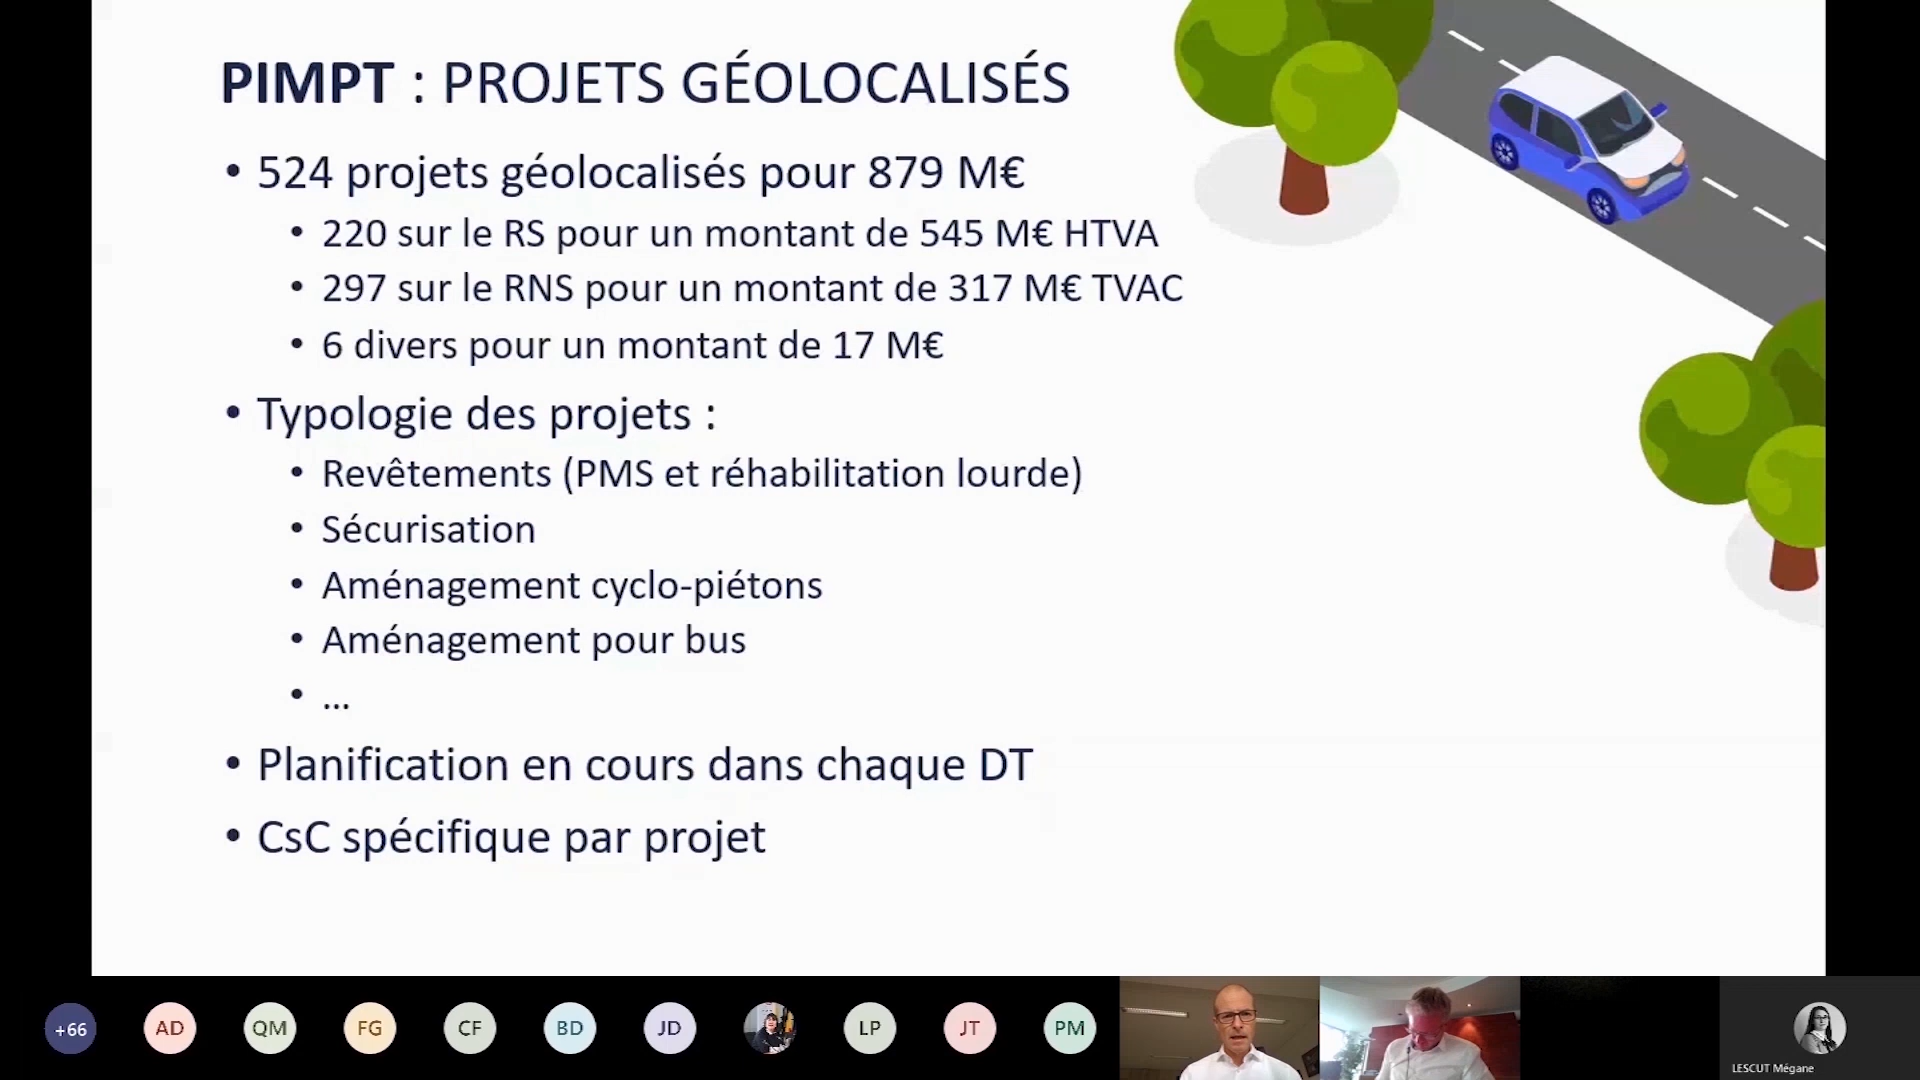 PIMPT : PROJETS GÉOLOCALISÉS
• 524 projets géolocalisés pour 879 M€
• 220 sur le RS pour un montant de 545 M€ HTVA
• 297 sur le RNS pour un montant de 317 M€ TVAC
• 6 divers pour un montant de 17 M€
• Typologie des projets :
• Revêtements (PMS et réhabilitation lourde)
• Sécurisation
• Aménagement cyclo-piétons
• Aménagement pour bus
• ...
• Planification en cours dans chaque DT
• CsC spécifique par projet
+66 AD QM FG CF BD JD LP JT PM
LESCUT Mégane